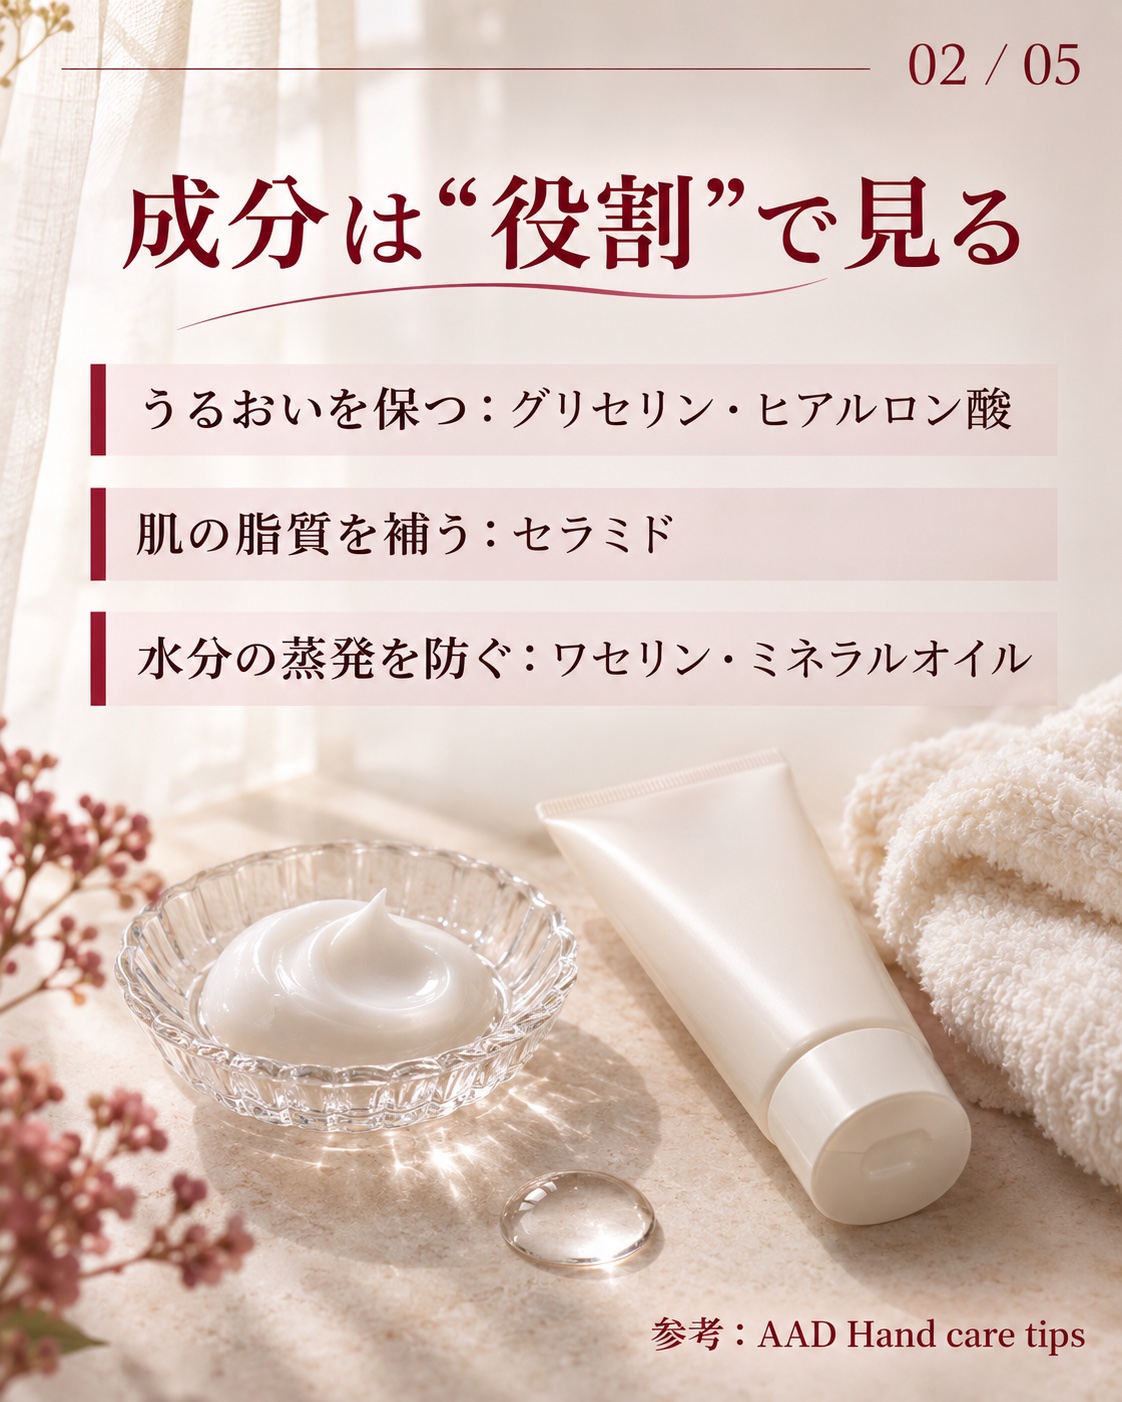 02 / 05
成分は“役割”で見る
うるおいを保つ：グリセリン・ヒアルロン酸
肌の脂質を補う：セラミド
水分の蒸発を防ぐ：ワセリン・ミネラルオイル
参考：AAD Hand care tips